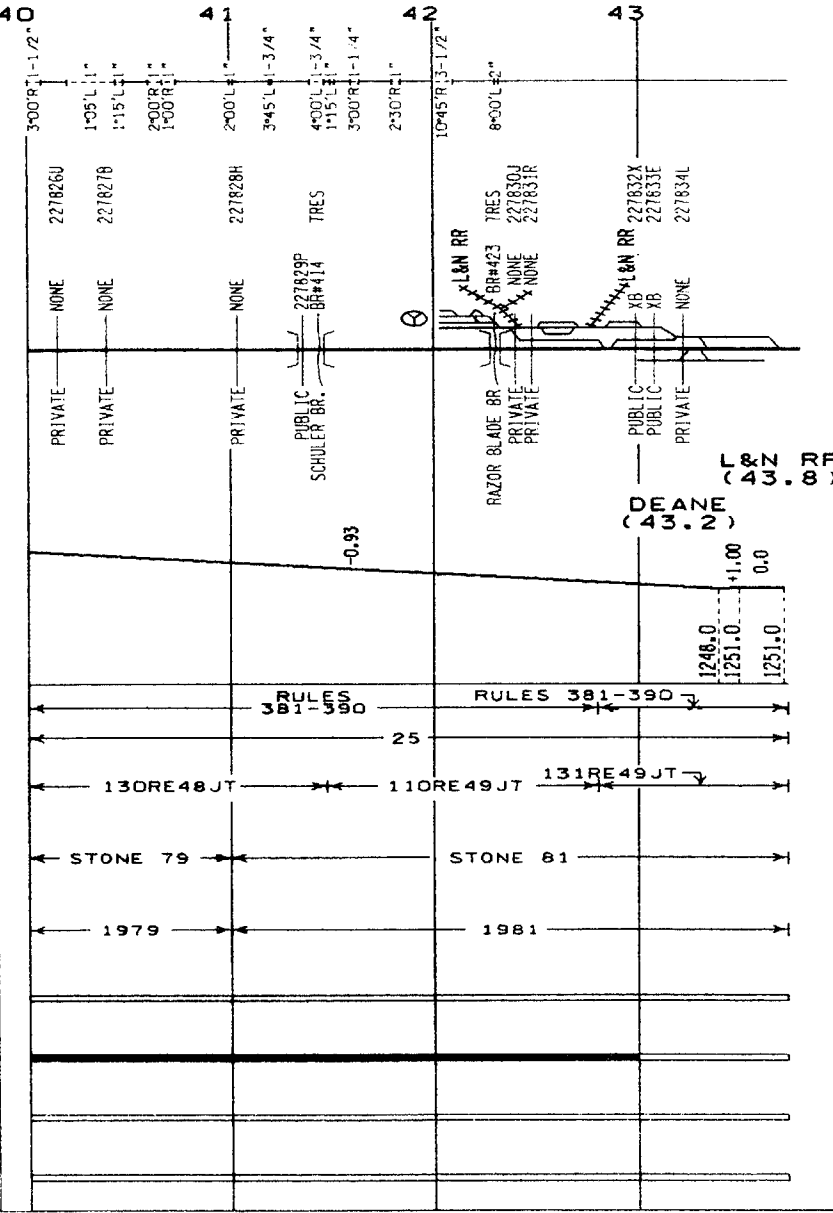 40 41 42 43
3°00'R 1-1/2"
1°05'L 1"
1°15'L 1"
2°00'R 1"
1°00'R 1"
2°00'L 1"
3°45'L 1-3/4"
4°00'L 1-3/4"
1°15'L 1"
3°00'R 1-1/4"
2°30'R 1"
10°45'R 3-1/2"
8°00'L 2"
PRIVATE NONE 227826U
PRIVATE NONE 227827B
PRIVATE NONE 227828H
PUBLIC 227829P
SCHULER BR. BR#414 TRES
L&N RR
RAZOR BLADE BR BR#423 TRES
PRIVATE NONE 227830J
PRIVATE NONE 227831R
L&N RR
PUBLIC XB 227832X
PUBLIC XB 227833E
PRIVATE NONE 227834L
L&N RR
(43.8)
DEANE
(43.2)
-0.93
+1.00
0.0
1248.0
1251.0
1251.0
RULES
381-390
RULES 381-390
25
130RE48JT 110RE49JT 131RE49JT
STONE 79 STONE 81
1979 1981